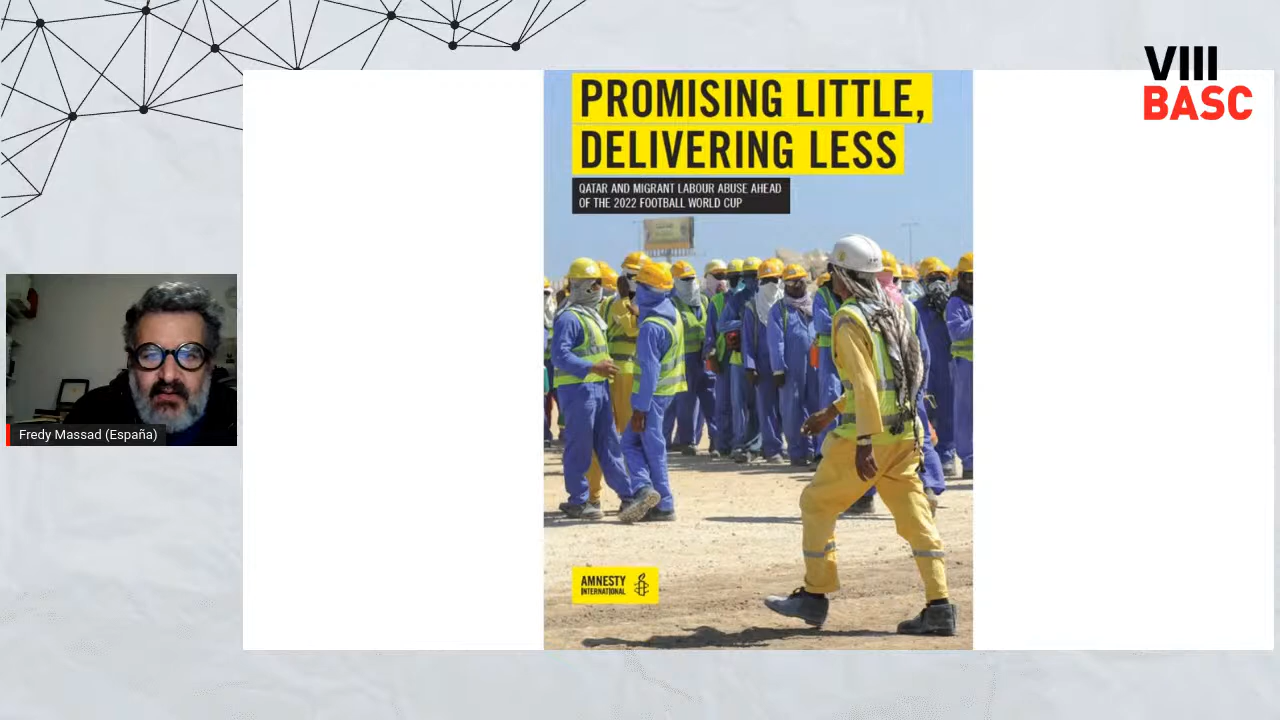 VIII
BASC
PROMISING LITTLE,
DELIVERING LESS
QATAR AND MIGRANT LABOUR ABUSE AHEAD
OF THE 2022 FOOTBALL WORLD CUP
Fredy Massad (España)
AMNESTY
INTERNATIONAL